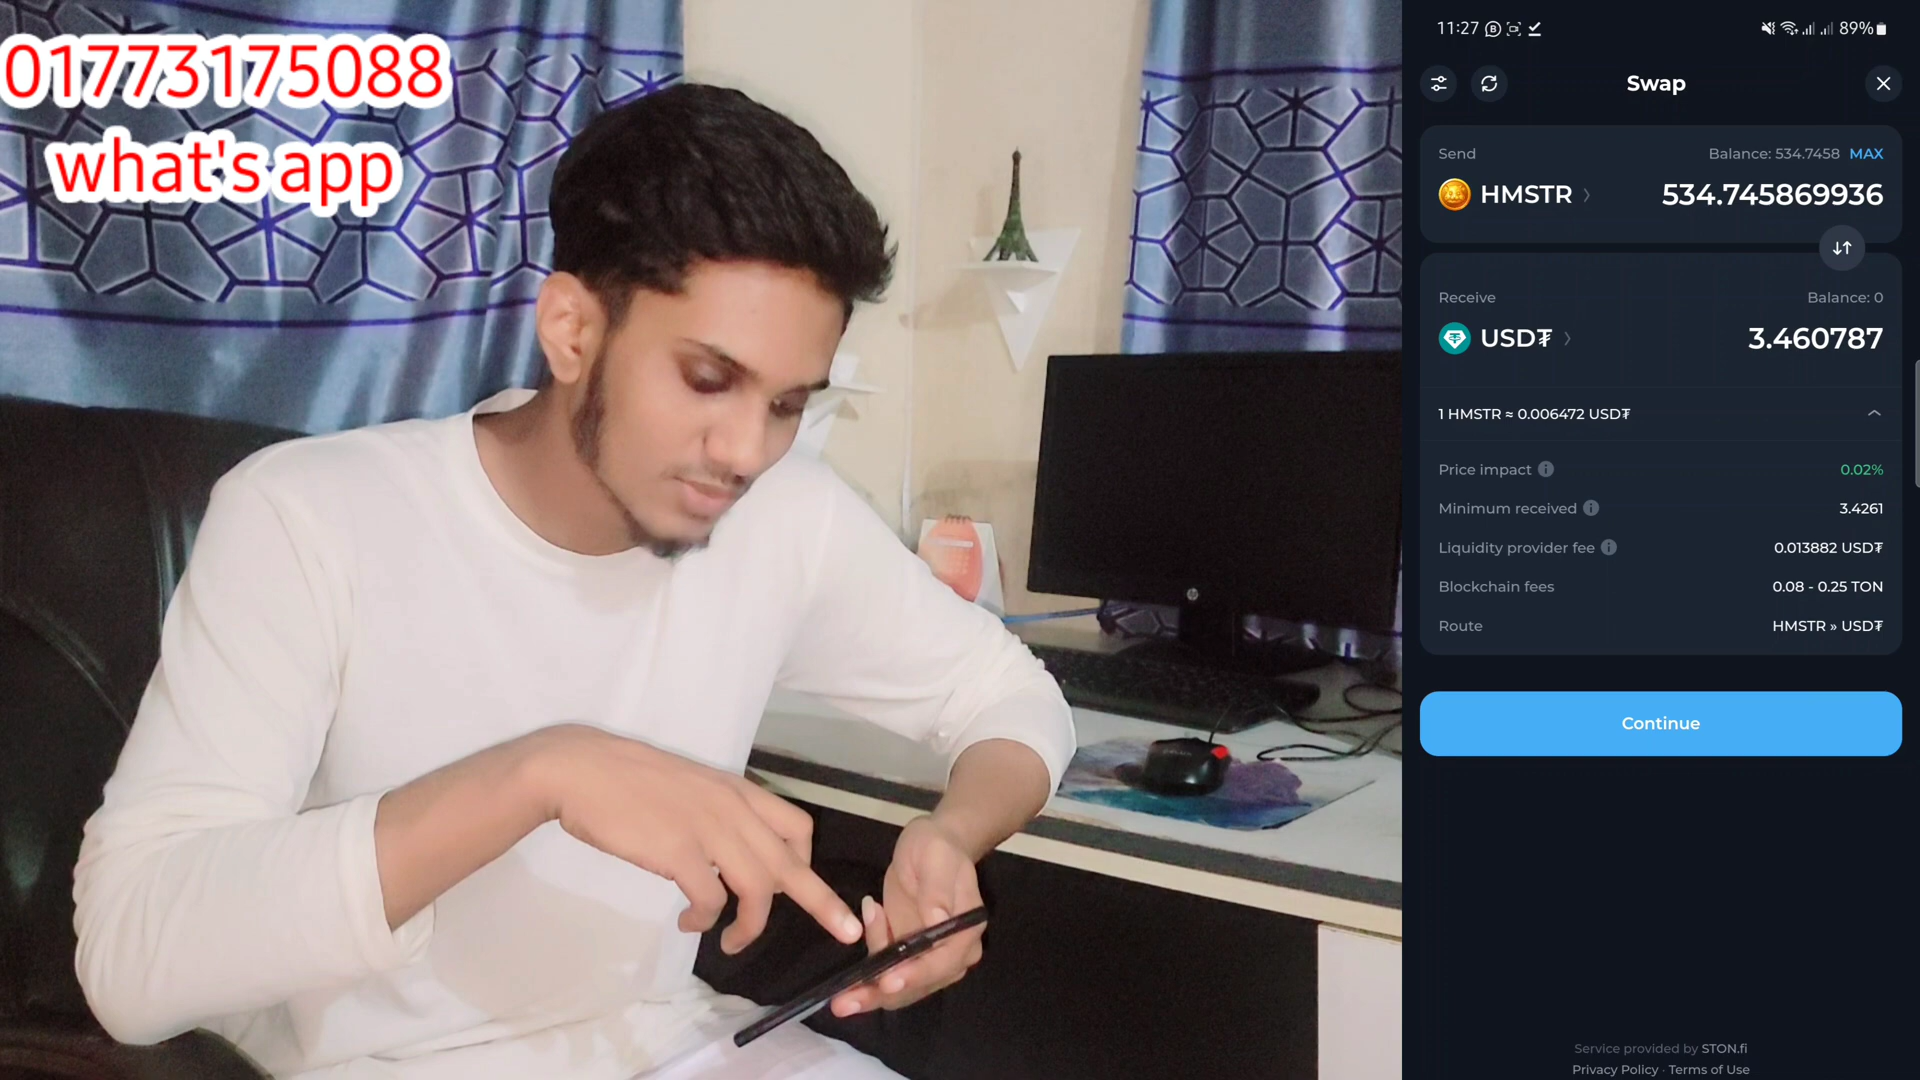 01773175088
what's app
11:27
89%
Swap
Send
Balance: 534.7458 MAX
HMSTR
534.745869936
Receive
Balance: 0
USD₮
3.460787
1 HMSTR ≈ 0.006472 USD₮
Price impact
0.02%
Minimum received
3.4261
Liquidity provider fee
0.013882 USD₮
Blockchain fees
0.08 - 0.25 TON
Route
HMSTR » USD₮
Continue
Service provided by STON.fi
Privacy Policy · Terms of Use